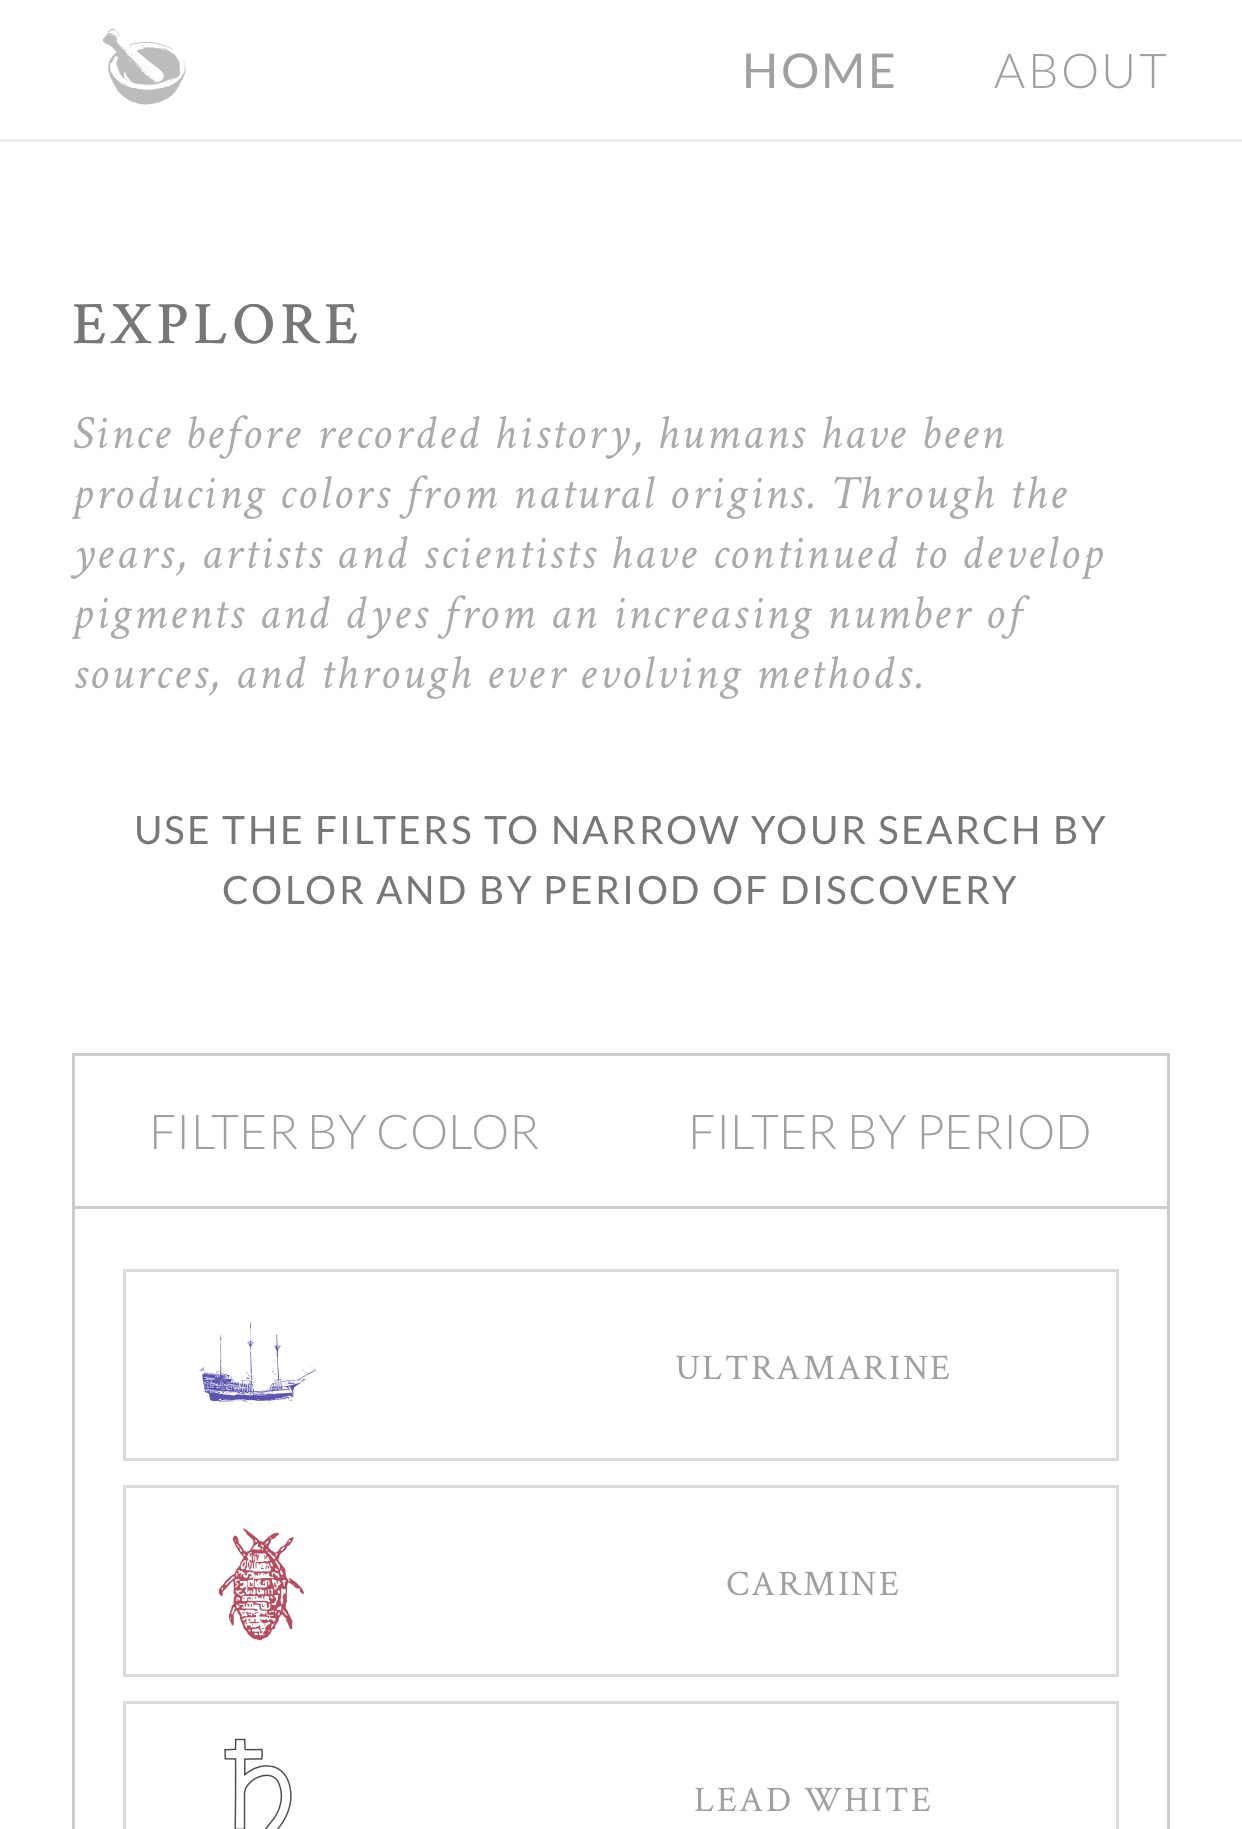 HOME ABOUT
EXPLORE
Since before recorded history, humans have been
producing colors from natural origins. Through the
years, artists and scientists have continued to develop
pigments and dyes from an increasing number of
sources, and through ever evolving methods.
USE THE FILTERS TO NARROW YOUR SEARCH BY
COLOR AND BY PERIOD OF DISCOVERY
FILTER BY COLOR FILTER BY PERIOD
ULTRAMARINE
CARMINE
LEAD WHITE